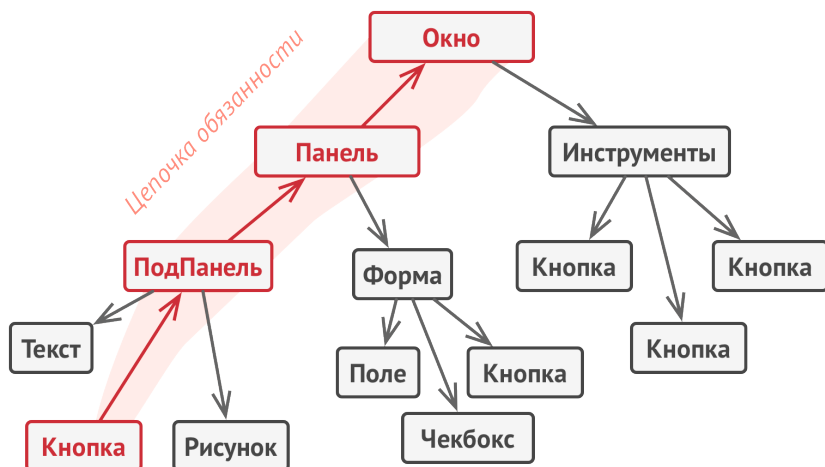 Окно
Цепочка обязанности
Панель
Инструменты
ПодПанель
Форма
Кнопка
Кнопка
Текст
Кнопка
Поле
Кнопка
Чекбокс
Кнопка
Рисунок